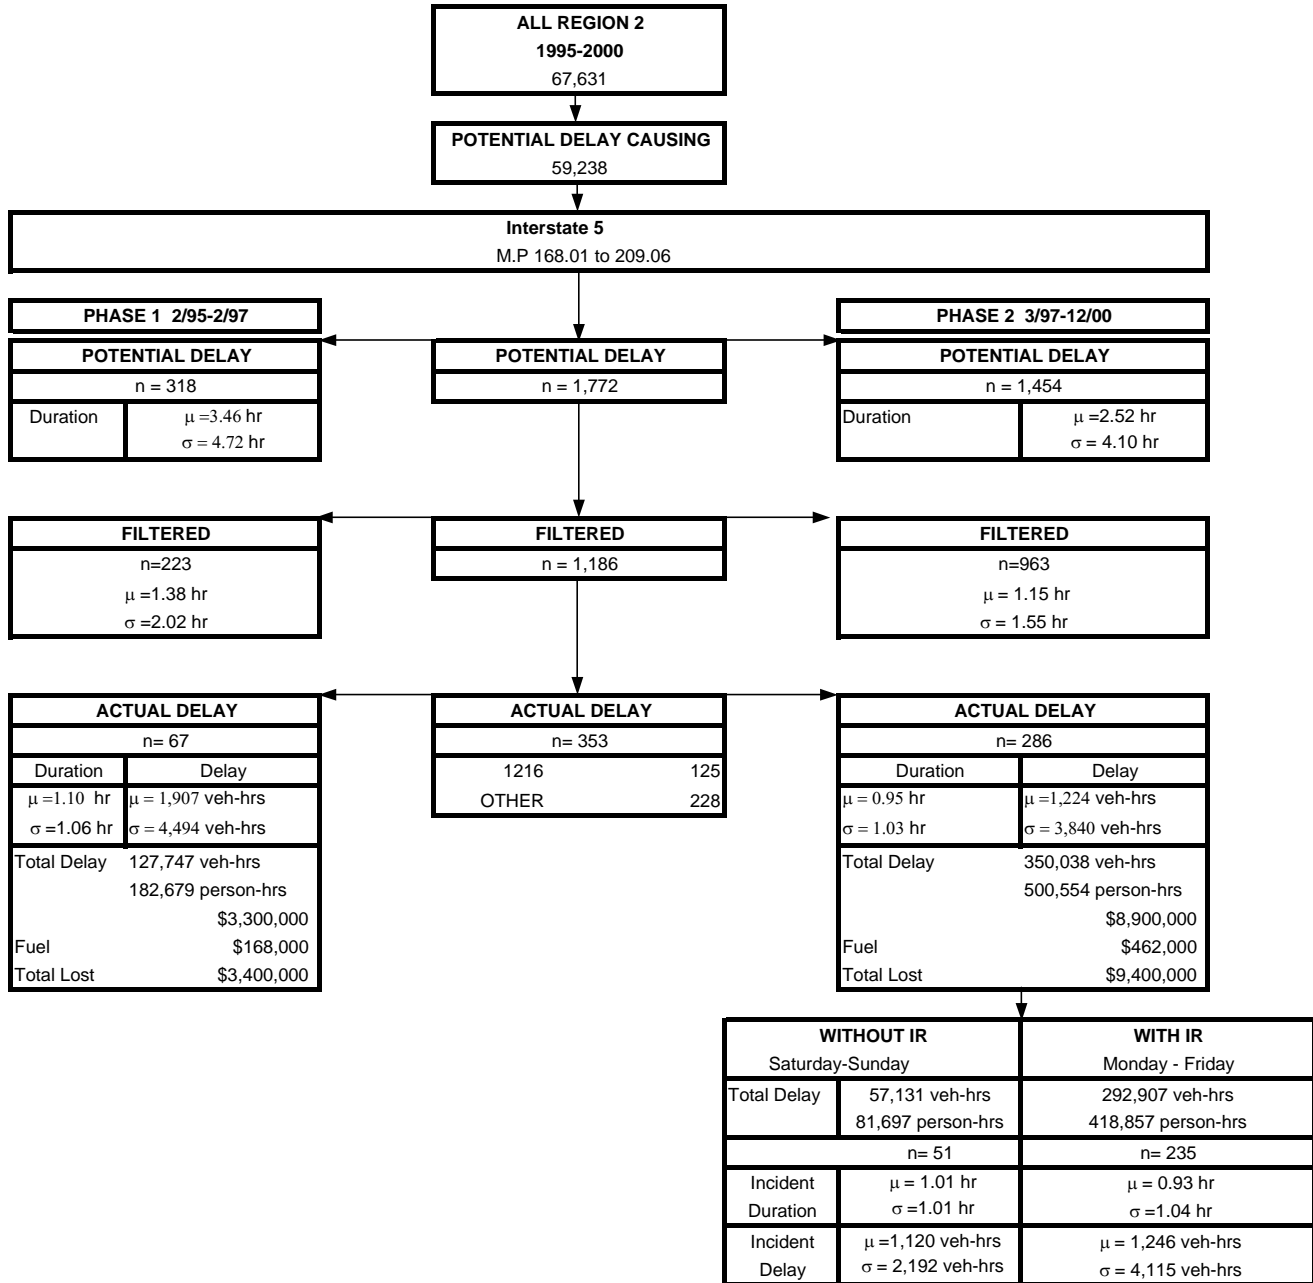 ALL REGION 2
1995-2000
67,631
POTENTIAL DELAY CAUSING
59,238
Interstate 5
M.P 168.01 to 209.06
PHASE 1 2/95-2/97
PHASE 2 3/97-12/00
POTENTIAL DELAY
n = 318
Duration
μ =3.46 hr
σ = 4.72 hr
POTENTIAL DELAY
n = 1,772
POTENTIAL DELAY
n = 1,454
Duration
μ =2.52 hr
σ = 4.10 hr
FILTERED
n=223
μ =1.38 hr
σ =2.02 hr
FILTERED
n = 1,186
FILTERED
n=963
μ = 1.15 hr
σ = 1.55 hr
ACTUAL DELAY
n= 67
Duration Delay
μ =1.10 hr μ = 1,907 veh-hrs
σ =1.06 hr σ = 4,494 veh-hrs
Total Delay 127,747 veh-hrs
182,679 person-hrs
$3,300,000
Fuel $168,000
Total Lost $3,400,000
ACTUAL DELAY
n= 353
1216 125
OTHER 228
ACTUAL DELAY
n= 286
Duration Delay
μ = 0.95 hr μ =1,224 veh-hrs
σ = 1.03 hr σ = 3,840 veh-hrs
Total Delay 350,038 veh-hrs
500,554 person-hrs
$8,900,000
Fuel $462,000
Total Lost $9,400,000
WITHOUT IR WITH IR
Saturday-Sunday Monday - Friday
Total Delay 57,131 veh-hrs 292,907 veh-hrs
81,697 person-hrs 418,857 person-hrs
n= 51 n= 235
Incident μ = 1.01 hr μ = 0.93 hr
Duration σ =1.01 hr σ =1.04 hr
Incident μ =1,120 veh-hrs μ = 1,246 veh-hrs
Delay σ = 2,192 veh-hrs σ = 4,115 veh-hrs